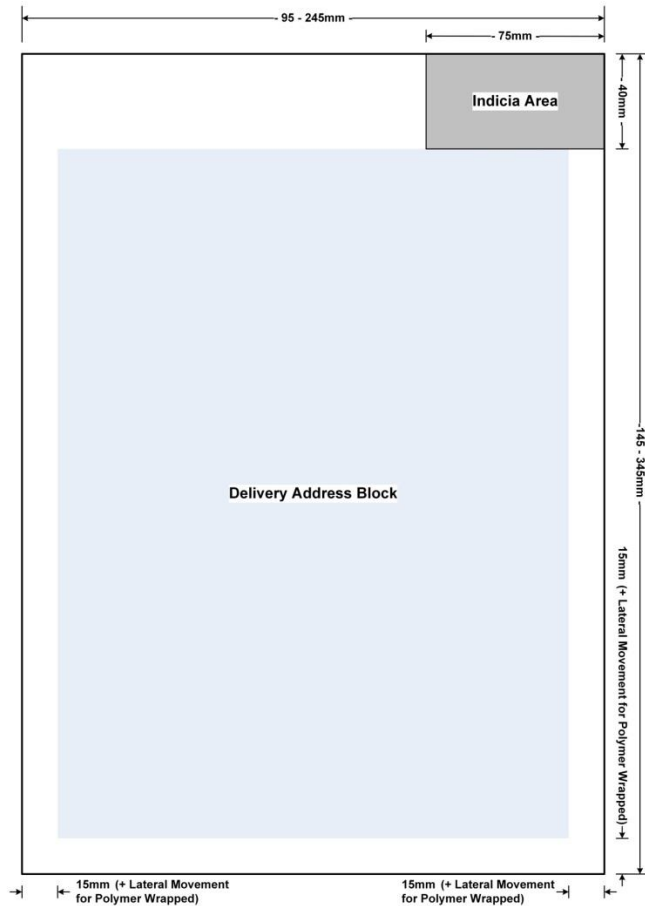 95 - 245mm
75mm
Indicia Area
40mm
145 - 345mm
Delivery Address Block
15mm (+ Lateral Movement for Polymer Wrapped)
15mm (+ Lateral Movement
for Polymer Wrapped)
15mm (+ Lateral Movement
for Polymer Wrapped)